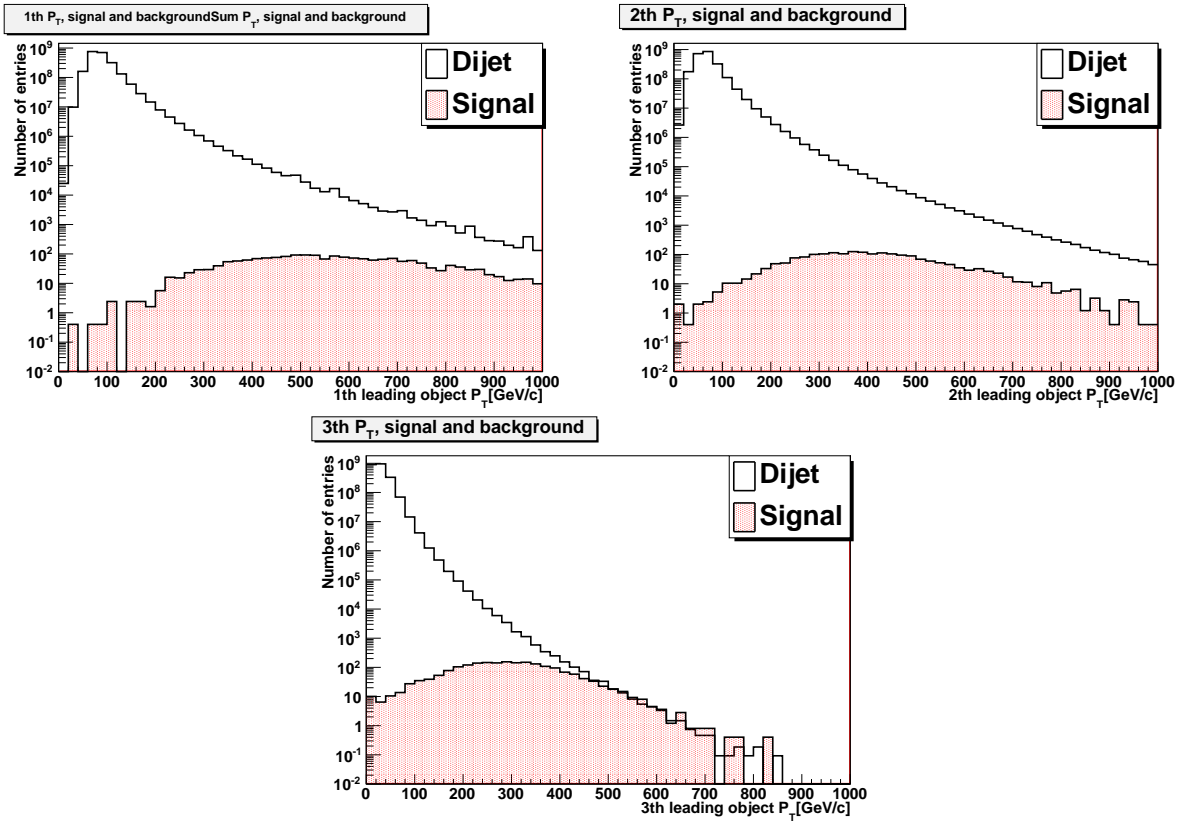 1th P_T, signal and backgroundSum P_T, signal and background
Number of entries
10^9
10^8
10^7
10^6
10^5
10^4
10^3
10^2
10
1
10^-1
10^-2
Dijet
Signal
0 100 200 300 400 500 600 700 800 900 1000
1th leading object P_T[GeV/c]
2th P_T, signal and background
Number of entries
10^9
10^8
10^7
10^6
10^5
10^4
10^3
10^2
10
1
10^-1
10^-2
Dijet
Signal
0 100 200 300 400 500 600 700 800 900 1000
2th leading object P_T[GeV/c]
3th P_T, signal and background
Number of entries
10^9
10^8
10^7
10^6
10^5
10^4
10^3
10^2
10
1
10^-1
10^-2
Dijet
Signal
0 100 200 300 400 500 600 700 800 900 1000
3th leading object P_T[GeV/c]